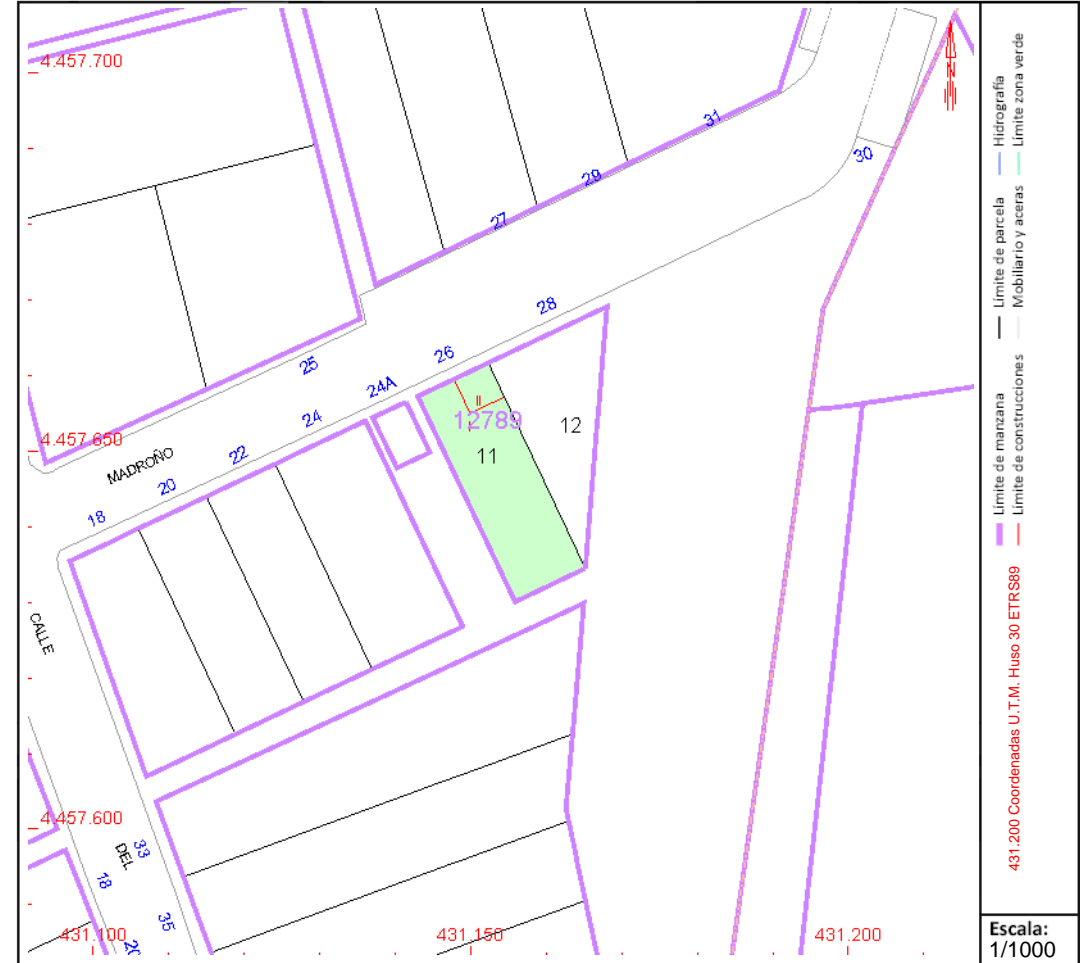 4.457.700
31
30
29
27
28
26
25
24A
24
II
12789
12
11
4.457.650
MADROÑO
22
20
18
CALLE
4.457.600
33
DEL
18
35
20
431.100
431.150
431.200
N
Hidrografía
Límite zona verde
Límite de parcela
Mobiliario y aceras
Límite de manzana
Límite de construcciones
431.200 Coordenadas U.T.M. Huso 30 ETRS89
Escala:
1/1000